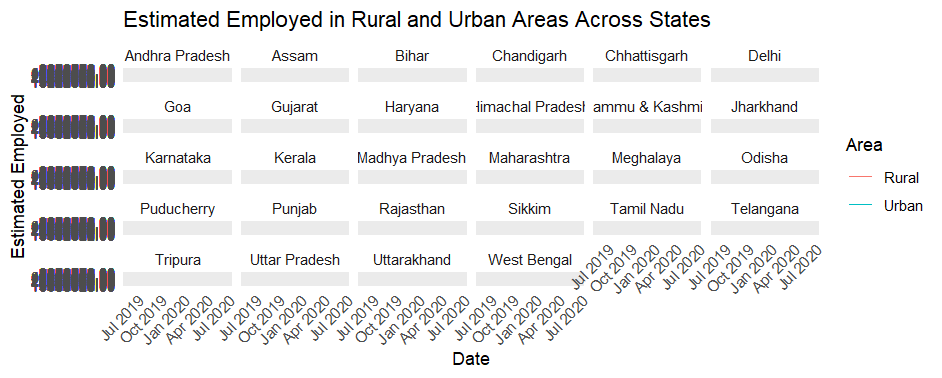 Estimated Employed in Rural and Urban Areas Across States
Andhra Pradesh Assam Bihar Chandigarh Chhattisgarh Delhi
Goa Gujarat Haryana Himachal Pradesh ammu & Kashmi Jharkhand
Karnataka Kerala Madhya Pradesh Maharashtra Meghalaya Odisha
Puducherry Punjab Rajasthan Sikkim Tamil Nadu Telangana
Tripura Uttar Pradesh Uttarakhand West Bengal
Jul 2019 Oct 2019 Jan 2020 Apr 2020 Jul 2020 Jul 2019 Oct 2019 Jan 2020 Apr 2020 Jul 2020
Jul 2019 Oct 2019 Jan 2020 Apr 2020 Jul 2020 Jul 2019 Oct 2019 Jan 2020 Apr 2020 Jul 2020 Jul 2019 Oct 2019 Jan 2020 Apr 2020 Jul 2020 Jul 2019 Oct 2019 Jan 2020 Apr 2020 Jul 2020
Date
Estimated Employed
Area
Rural
Urban